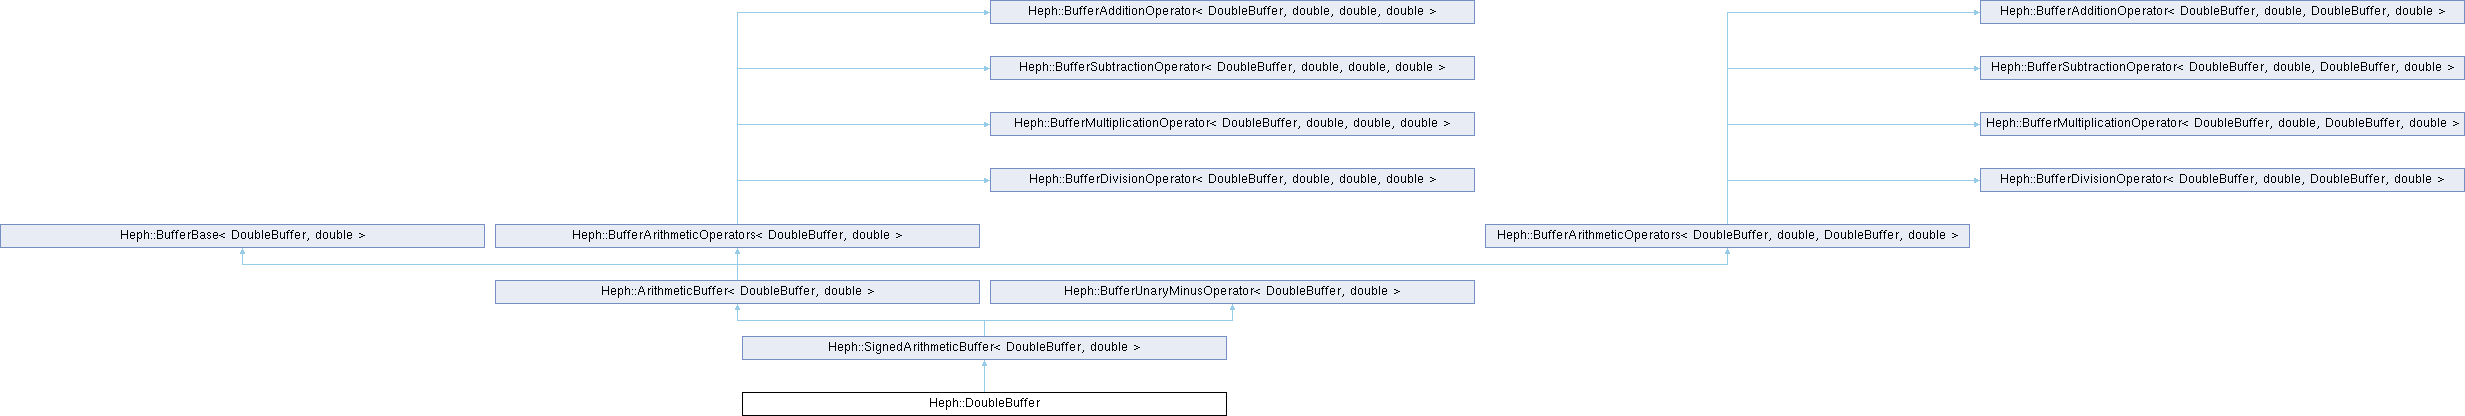 Heph::BufferAdditionOperator< DoubleBuffer, double, double, double >
Heph::BufferAdditionOperator< DoubleBuffer, double, DoubleBuffer, double >
Heph::BufferSubtractionOperator< DoubleBuffer, double, double, double >
Heph::BufferSubtractionOperator< DoubleBuffer, double, DoubleBuffer, double >
Heph::BufferMultiplicationOperator< DoubleBuffer, double, double, double >
Heph::BufferMultiplicationOperator< DoubleBuffer, double, DoubleBuffer, double >
Heph::BufferDivisionOperator< DoubleBuffer, double, double, double >
Heph::BufferDivisionOperator< DoubleBuffer, double, DoubleBuffer, double >
Heph::BufferBase< DoubleBuffer, double >
Heph::BufferArithmeticOperators< DoubleBuffer, double >
Heph::BufferArithmeticOperators< DoubleBuffer, double, DoubleBuffer, double >
Heph::ArithmeticBuffer< DoubleBuffer, double >
Heph::BufferUnaryMinusOperator< DoubleBuffer, double >
Heph::SignedArithmeticBuffer< DoubleBuffer, double >
Heph::DoubleBuffer